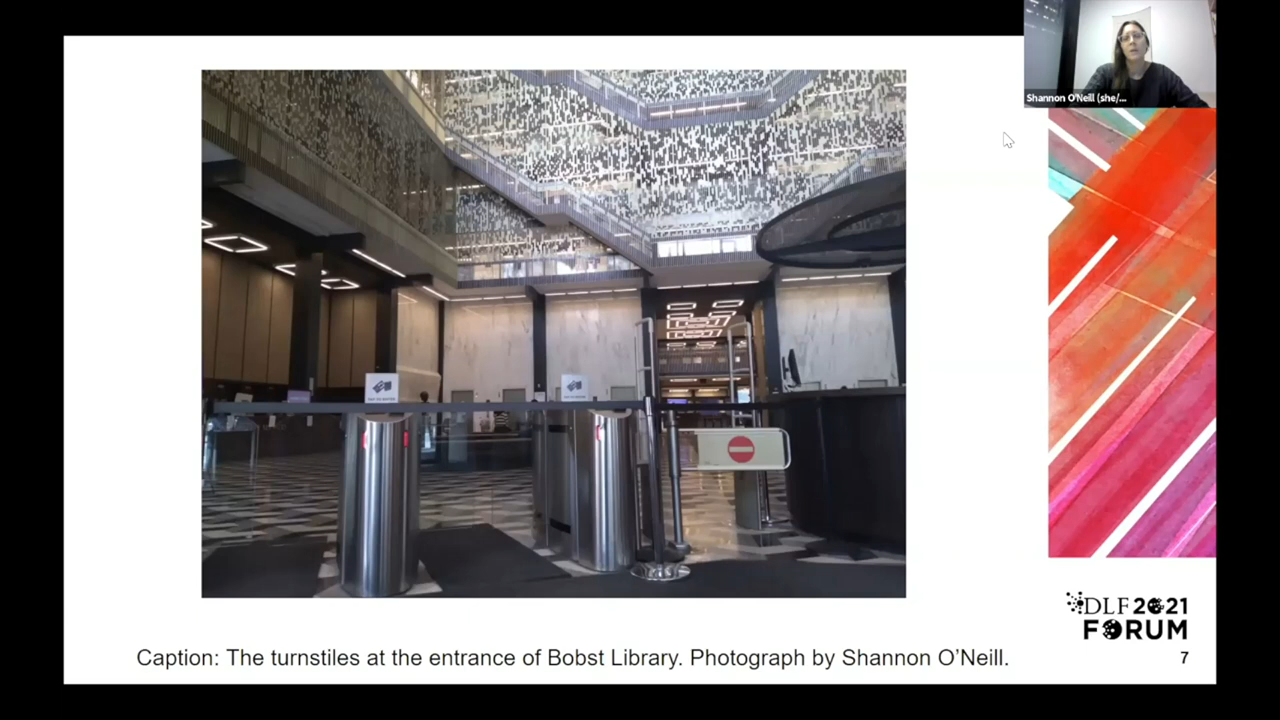 Shannon O'Neill (she/...
DLF 2021
FORUM
Caption: The turnstiles at the entrance of Bobst Library. Photograph by Shannon O'Neill.
7